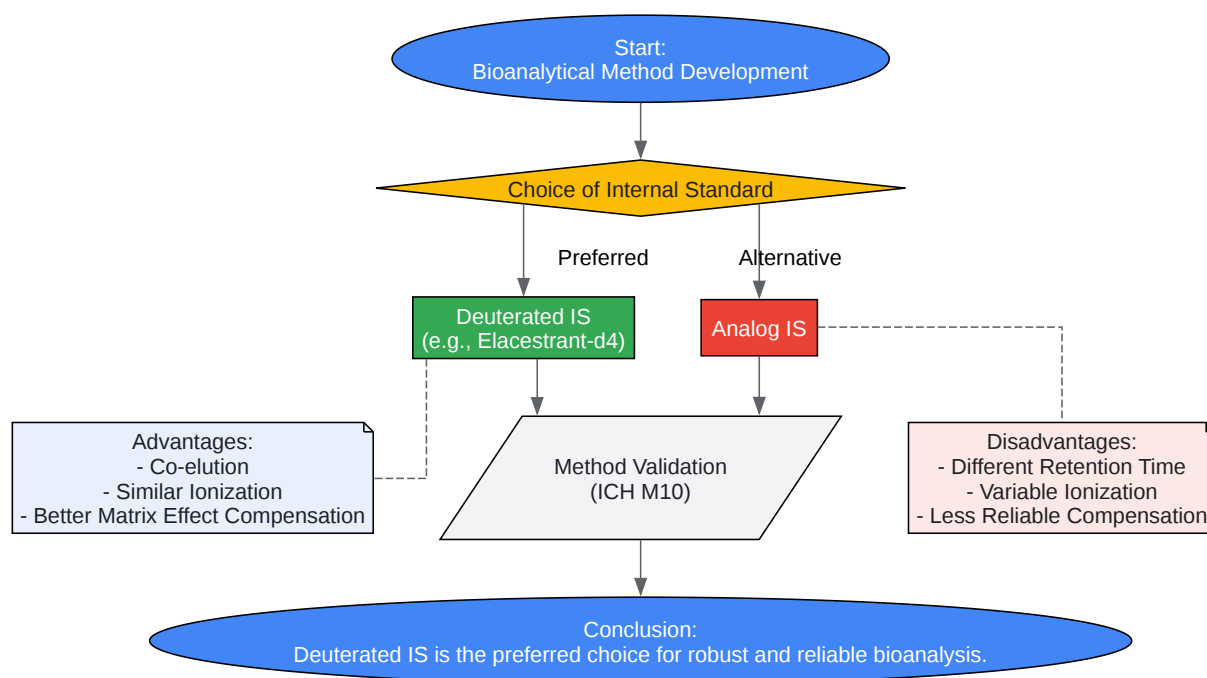 Start:
Bioanalytical Method Development
Choice of Internal Standard
Preferred
Alternative
Deuterated IS
(e.g., Elacestrant-d4)
Analog IS
Advantages:
- Co-elution
- Similar Ionization
- Better Matrix Effect Compensation
Method Validation
(ICH M10)
Disadvantages:
- Different Retention Time
- Variable Ionization
- Less Reliable Compensation
Conclusion:
Deuterated IS is the preferred choice for robust and reliable bioanalysis.